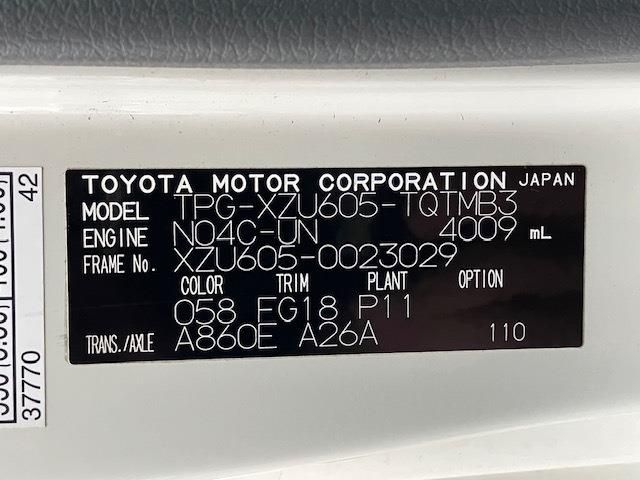 TOYOTA MOTOR CORPORATION JAPAN
MODEL TPG-XZU605-TQTMB3
ENGINE N04C-UN 4009 mL
FRAME No. XZU605-0023029
COLOR TRIM PLANT OPTION
058 FG18 P11
TRANS./AXLE A860E A26A 110
42
37770